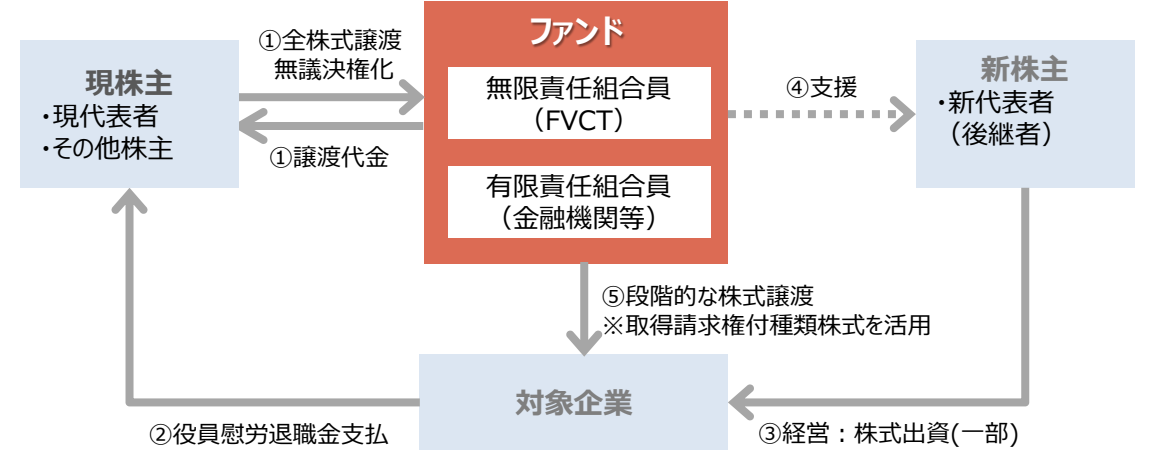 ファンド
①全株式譲渡
無議決権化
現株主
・現代表者
・その他株主
①譲渡代金
無限責任組合員
（FVCT）
有限責任組合員
（金融機関等）
④支援
新株主
・新代表者
（後継者）
⑤段階的な株式譲渡
※取得請求権付種類株式を活用
対象企業
②役員慰労退職金支払
③経営：株式出資(一部)